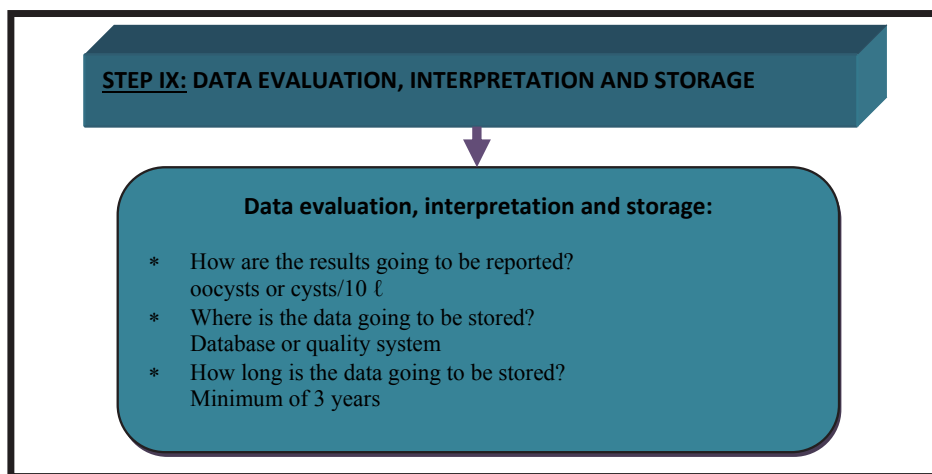 STEP IX: DATA EVALUATION, INTERPRETATION AND STORAGE
Data evaluation, interpretation and storage:
* How are the results going to be reported?
oocysts or cysts/10 ℓ
* Where is the data going to be stored?
Database or quality system
* How long is the data going to be stored?
Minimum of 3 years